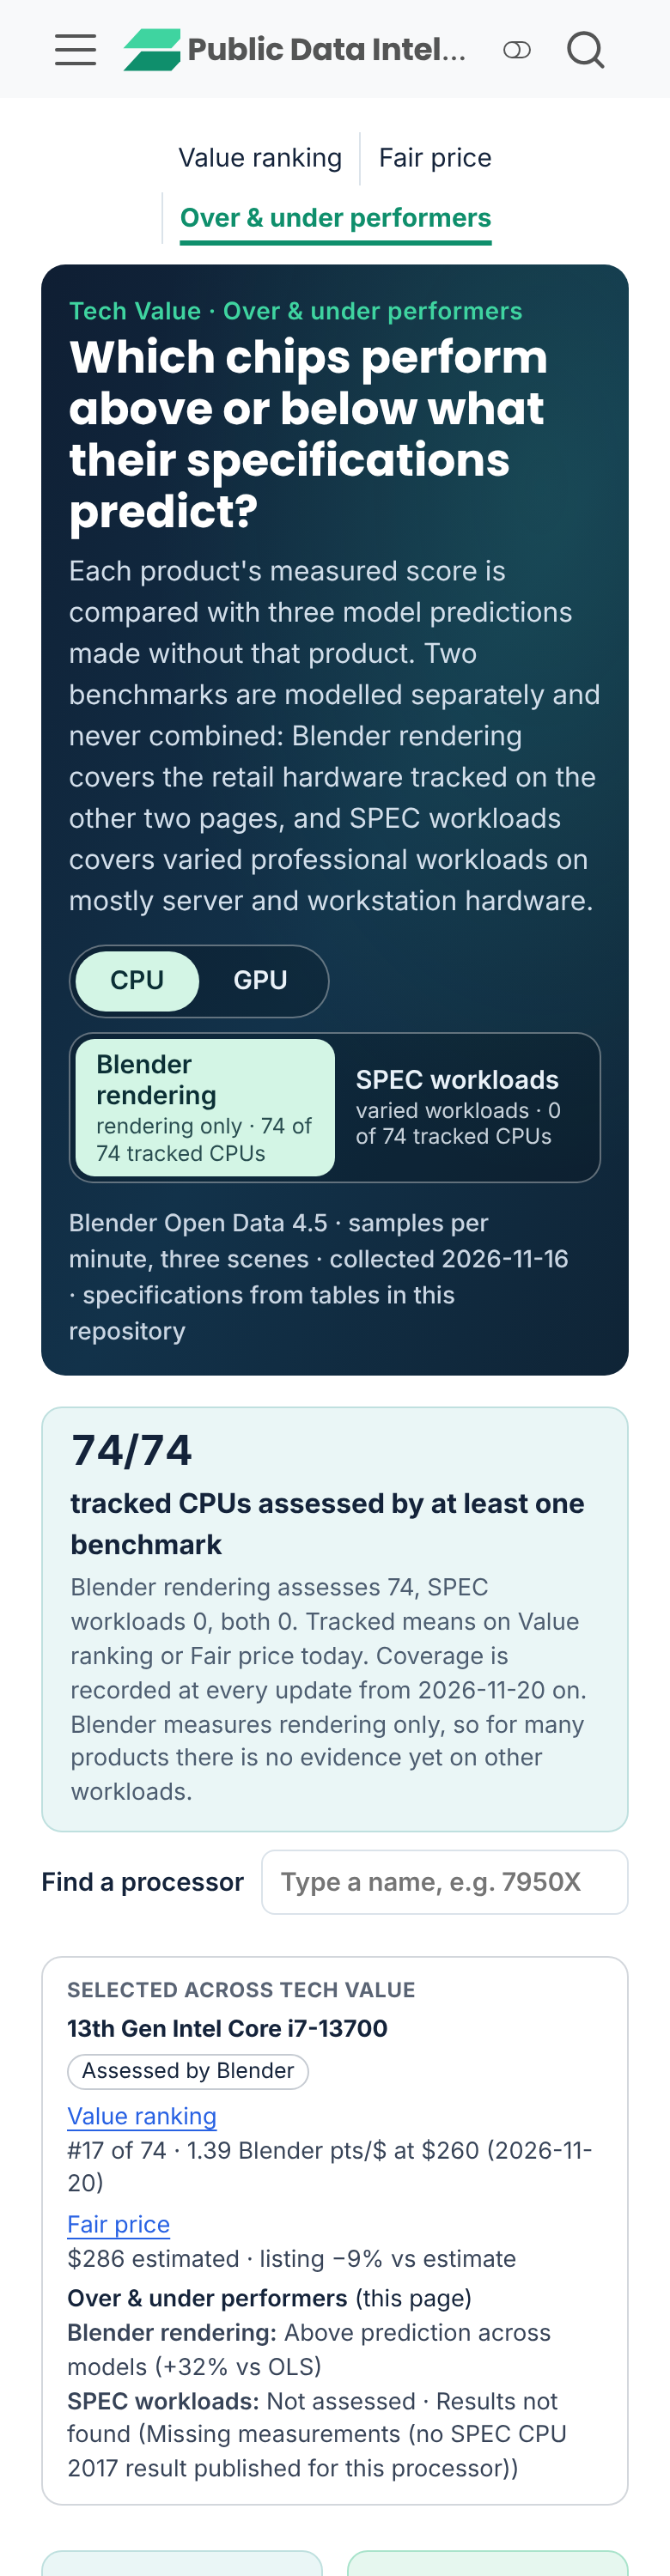 Public Data Intel...
Value ranking
Fair price
Over & under performers
Tech Value · Over & under performers
Which chips perform
above or below what
their specifications
predict?
Each product's measured score is
compared with three model predictions
made without that product. Two
benchmarks are modelled separately and
never combined: Blender rendering
covers the retail hardware tracked on the
other two pages, and SPEC workloads
covers varied professional workloads on
mostly server and workstation hardware.
CPU
GPU
Blender
rendering
rendering only · 74 of
74 tracked CPUs
SPEC workloads
varied workloads · 0
of 74 tracked CPUs
Blender Open Data 4.5 · samples per
minute, three scenes · collected 2026-11-16
· specifications from tables in this
repository
74/74
tracked CPUs assessed by at least one
benchmark
Blender rendering assesses 74, SPEC
workloads 0, both 0. Tracked means on Value
ranking or Fair price today. Coverage is
recorded at every update from 2026-11-20 on.
Blender measures rendering only, so for many
products there is no evidence yet on other
workloads.
Find a processor
Type a name, e.g. 7950X
SELECTED ACROSS TECH VALUE
13th Gen Intel Core i7-13700
Assessed by Blender
Value ranking
#17 of 74 · 1.39 Blender pts/$ at $260 (2026-11-
20)
Fair price
$286 estimated · listing −9% vs estimate
Over & under performers (this page)
Blender rendering: Above prediction across
models (+32% vs OLS)
SPEC workloads: Not assessed · Results not
found (Missing measurements (no SPEC CPU
2017 result published for this processor))